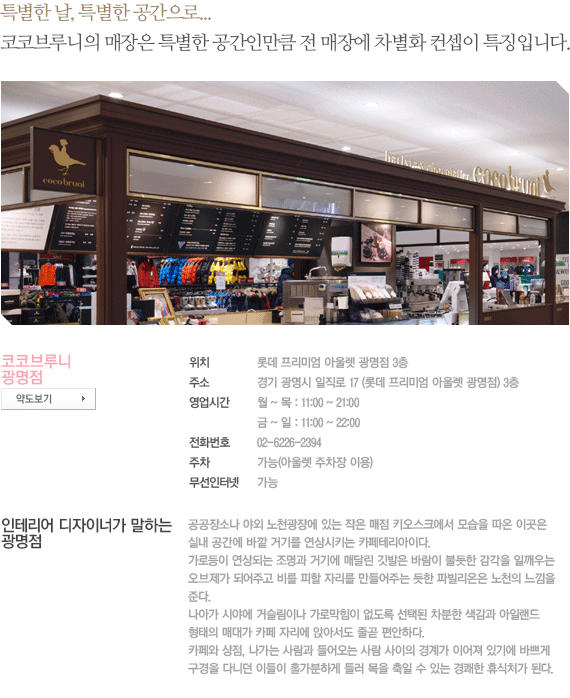 특별한 날, 특별한 공간으로...
코코브루니의 매장은 특별한 공간인만큼 전 매장에 차별화 컨셉이 특징입니다.
cocobruni
cocobruni
코코브루니
광명점
약도보기
위치 롯데 프리미엄 아울렛 광명점 3층
주소 경기 광명시 일직로 17 (롯데 프리미엄 아울렛 광명점) 3층
영업시간 월 ~ 목 : 11:00 ~ 21:00
금 ~ 일 : 11:00 ~ 22:00
전화번호 02-6226-2394
주차 가능(아울렛 주차장 이용)
무선인터넷 가능
인테리어 디자이너가 말하는
광명점
공공장소나 야외 노천광장에 있는 작은 매점 키오스크에서 모습을 따온 이곳은
실내 공간에 바깥 거기를 연상시키는 카페테리아이다.
가로등이 연상되는 조명과 거기에 매달린 깃발은 바람이 불듯한 감각을 일깨우는
오브제가 되어주고 비를 피할 자리를 만들어주는 듯한 파빌리온은 노천의 느낌을
준다.
나아가 시야에 거슬림이나 가로막힘이 없도록 선택된 차분한 색감과 아일랜드
형태의 매대가 카페 자리에 앉아서도 줄곧 편안하다.
카페와 상점, 나가는 사람과 들어오는 사람 사이의 경계가 이어져 있기에 바쁘게
구경을 다니던 이들이 홀가분하게 들러 목을 축일 수 있는 경쾌한 휴식처가 된다.